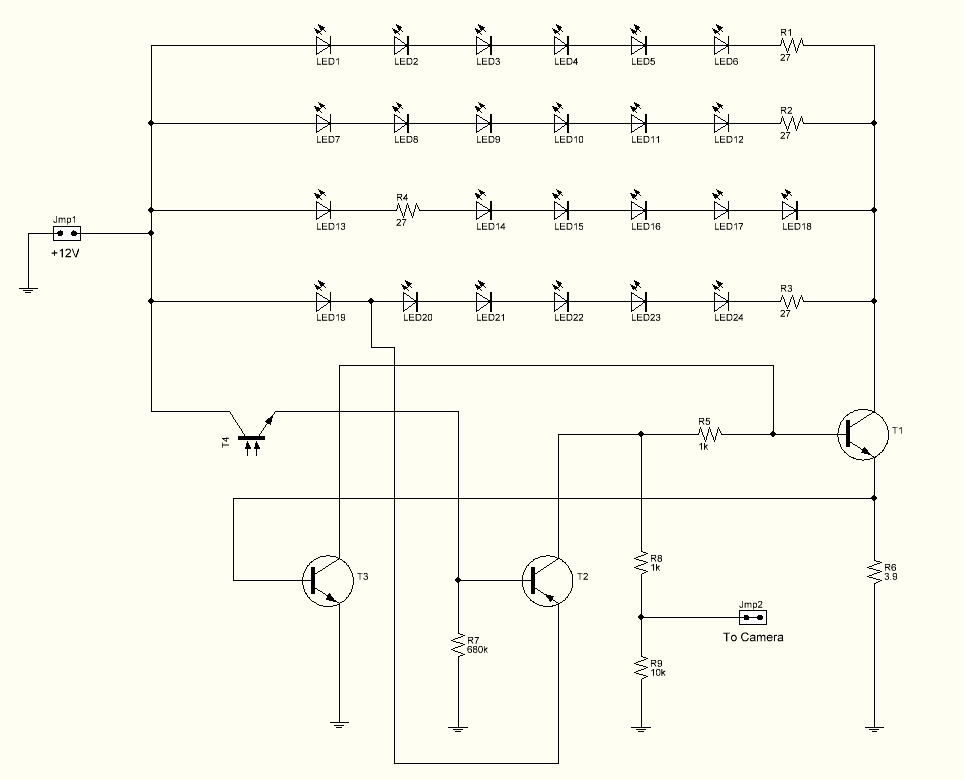 LED1 LED2 LED3 LED4 LED5 LED6 R1 27
LED7 LED8 LED9 LED10 LED11 LED12 R2 27
LED13 R4 27 LED14 LED15 LED16 LED17 LED18
Jmp1
+12V
LED19 LED20 LED21 LED22 LED23 LED24 R3 27
T4
R5
1k
T1
T3
T2
R8
1k
R6
3.9
Jmp2
To Camera
R7
680k
R9
10k